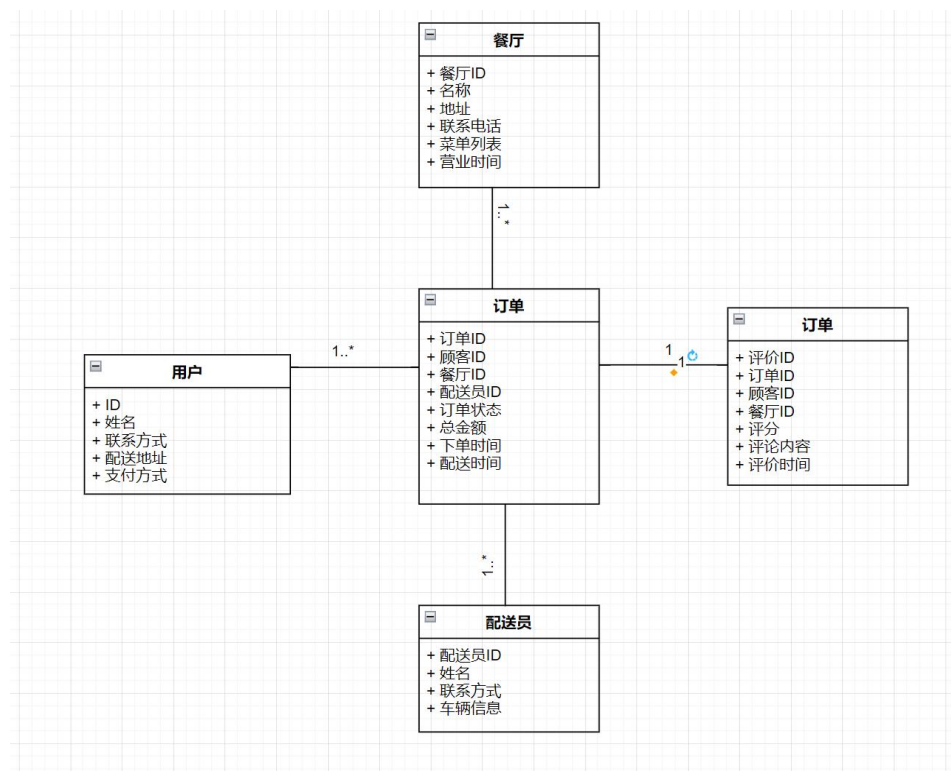 餐厅
+ 餐厅ID
+ 名称
+ 地址
+ 联系电话
+ 菜单列表
+ 营业时间
1..*
订单
+ 订单ID
+ 顾客ID
+ 餐厅ID
+ 配送员ID
+ 订单状态
+ 总金额
+ 下单时间
+ 配送时间
1..*
用户
+ ID
+ 姓名
+ 联系方式
+ 配送地址
+ 支付方式
1
1
订单
+ 评价ID
+ 订单ID
+ 顾客ID
+ 餐厅ID
+ 评分
+ 评论内容
+ 评价时间
1..*
配送员
+ 配送员ID
+ 姓名
+ 联系方式
+ 车辆信息